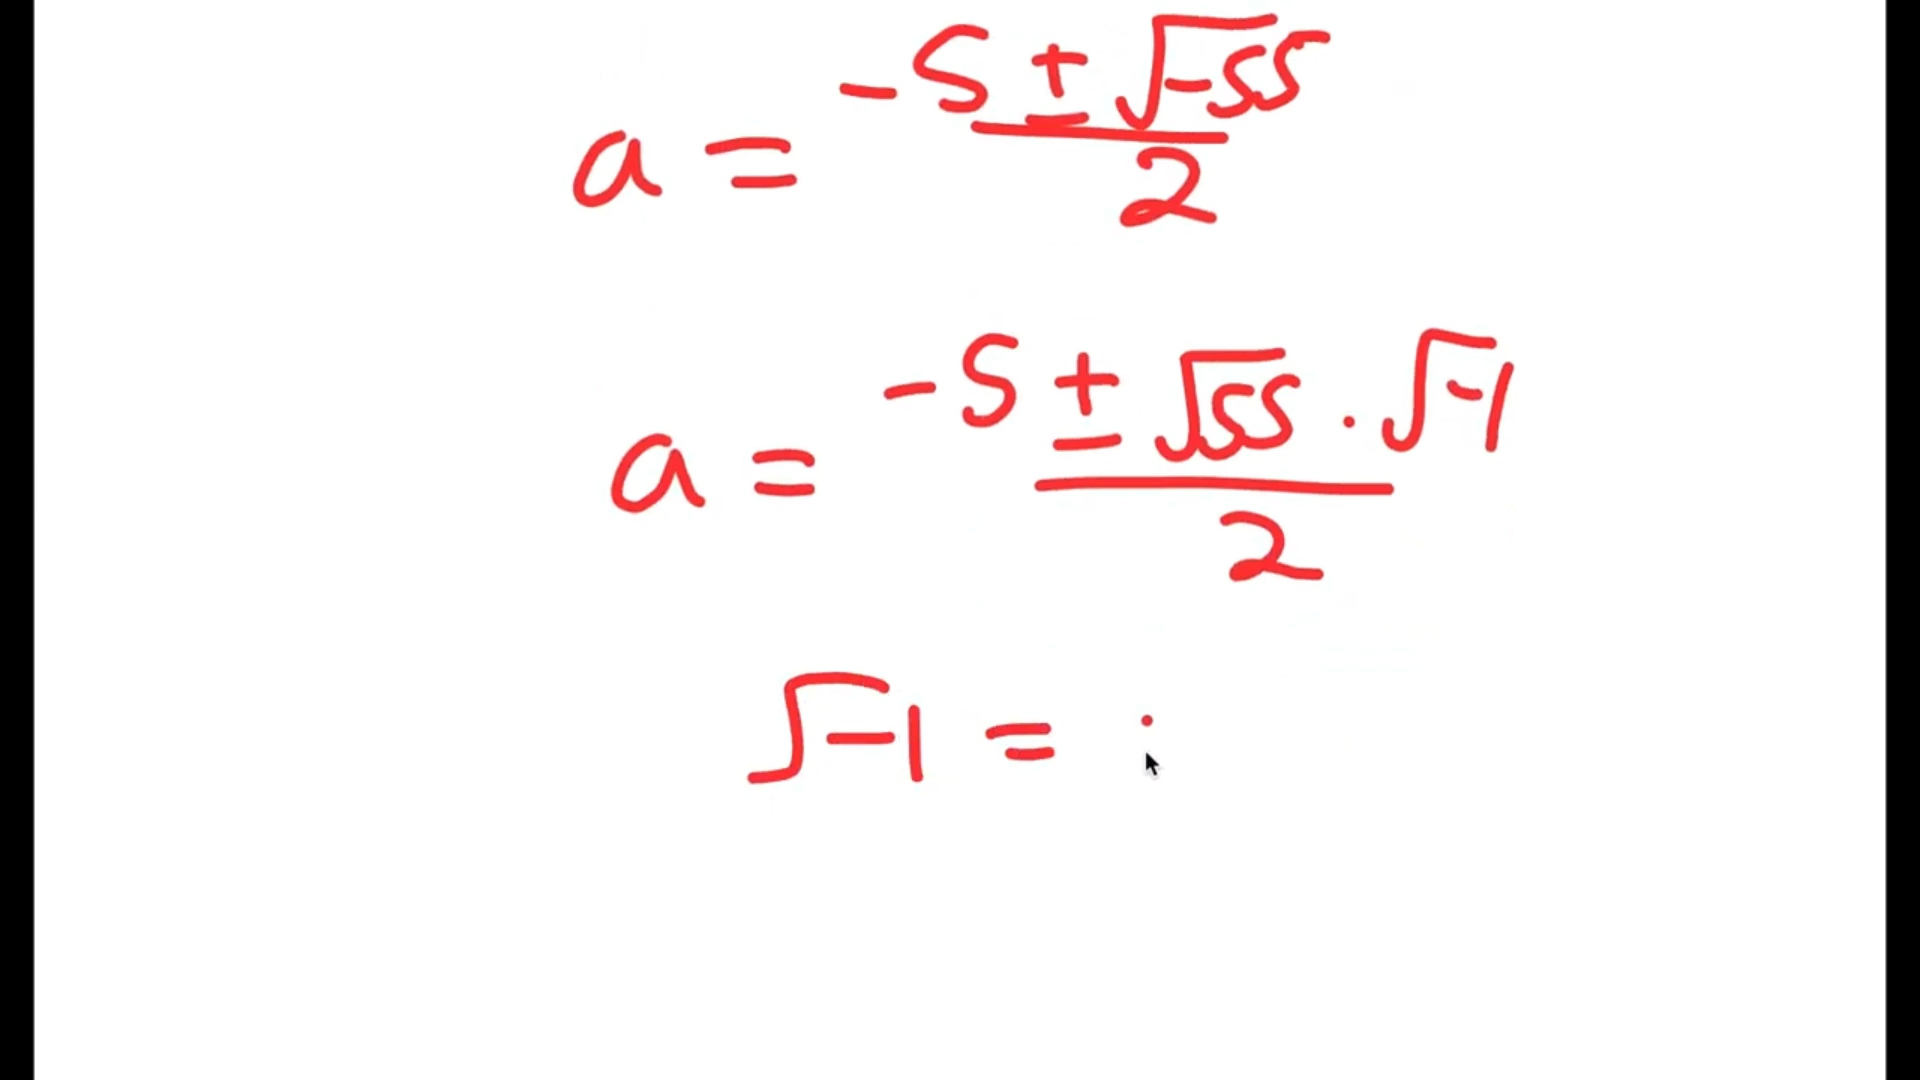 a = -5 ± √-55 / 2
a = -5 ± √55 · √-1 / 2
√-1 = ·